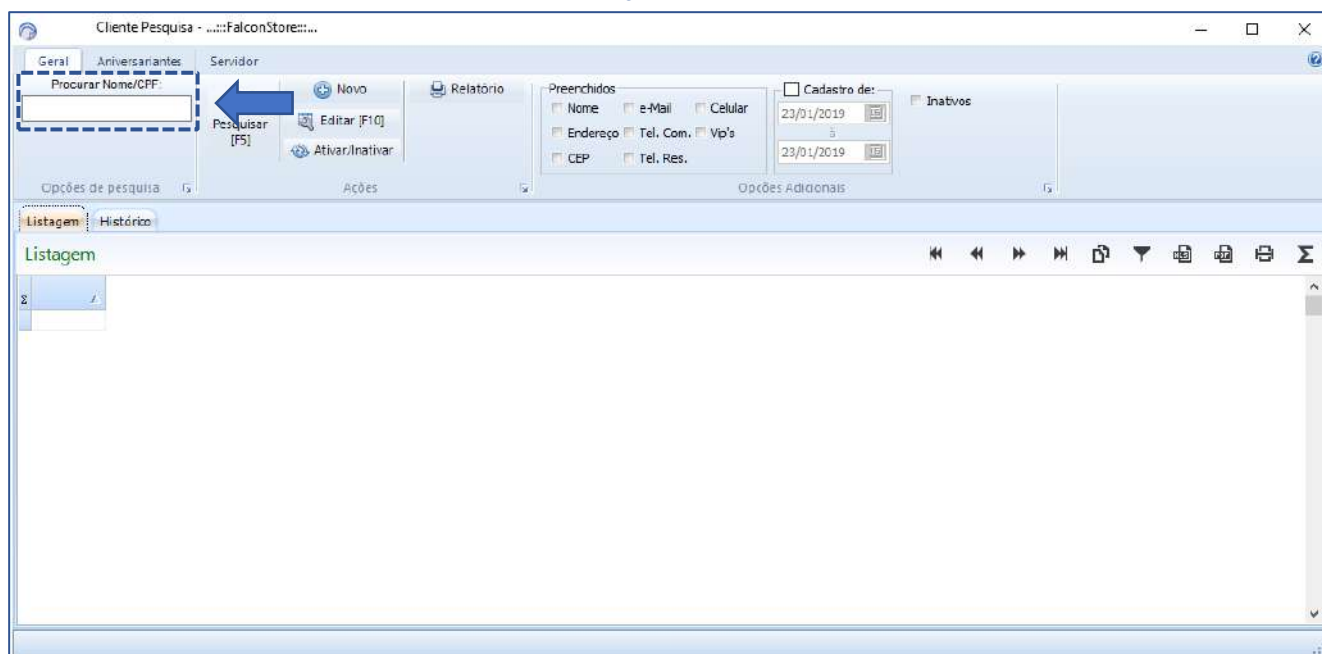 Cliente Pesquisa - ...:::FalconStore:::...
Geral Aniversariantes Servidor
Procurar Nome/CPF:
Pesquisar
[F5]
Novo
Editar [F10]
Ativar/Inativar
Relatório
Preenchidos
Nome e-Mail Celular
Endereço Tel. Com. Vip's
CEP Tel. Res.
Cadastro de:
23/01/2019
à
23/01/2019
Inativos
Opções de pesquisa Ações Opções Adicionais
Listagem Histórico
Listagem
Σ
Σ